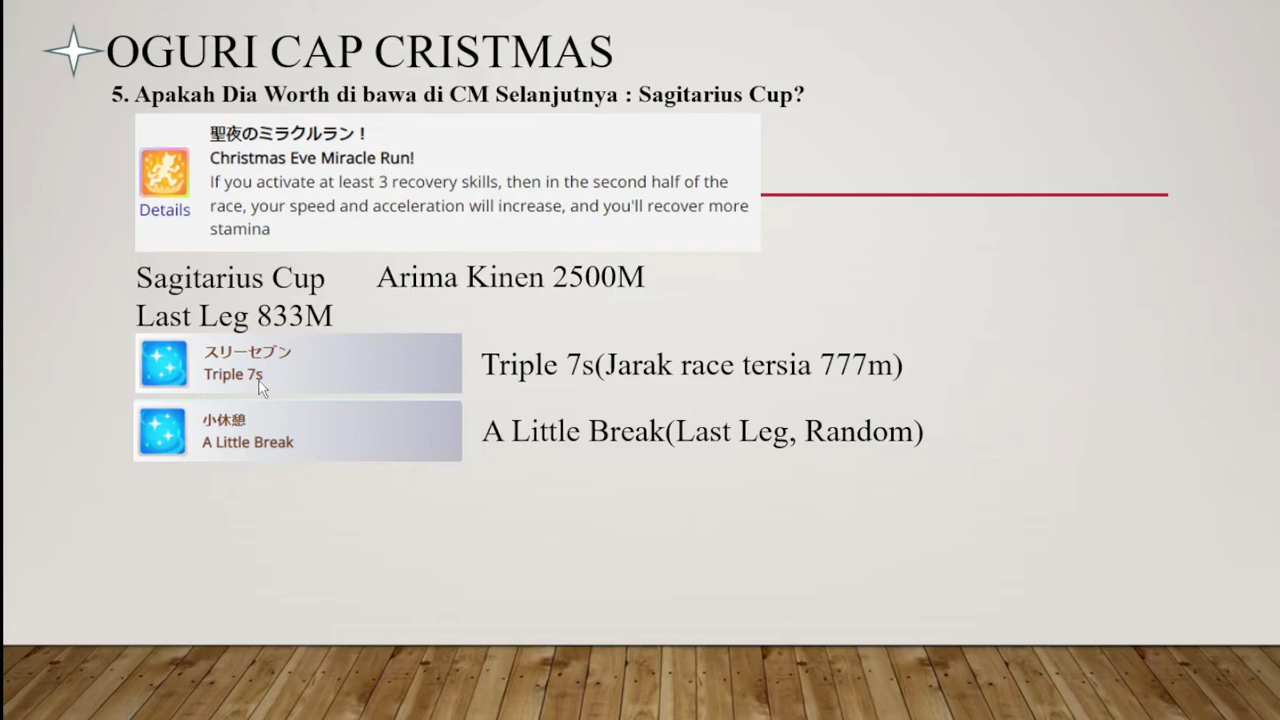 OGURI CAP CRISTMAS
5. Apakah Dia Worth di bawa di CM Selanjutnya : Sagitarius Cup?
聖夜のミラクルラン！
Christmas Eve Miracle Run!
If you activate at least 3 recovery skills, then in the second half of the
race, your speed and acceleration will increase, and you'll recover more
stamina
Details
Sagitarius Cup Arima Kinen 2500M
Last Leg 833M
スリーセブン
Triple 7s
Triple 7s(Jarak race tersia 777m)
小休憩
A Little Break
A Little Break(Last Leg, Random)